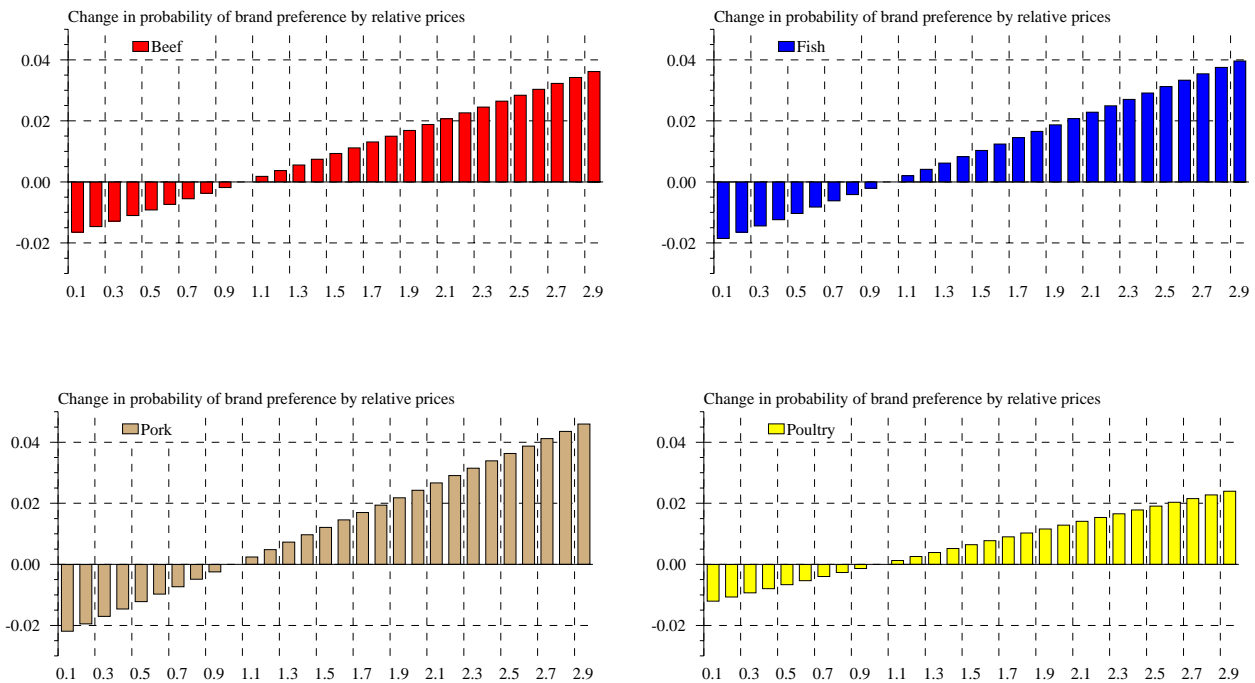 Change in probability of brand preference by relative prices
Beef
0.04
0.02
0.00
-0.02
0.1 0.3 0.5 0.7 0.9 1.1 1.3 1.5 1.7 1.9 2.1 2.3 2.5 2.7 2.9
Change in probability of brand preference by relative prices
Fish
0.04
0.02
0.00
-0.02
0.1 0.3 0.5 0.7 0.9 1.1 1.3 1.5 1.7 1.9 2.1 2.3 2.5 2.7 2.9
Change in probability of brand preference by relative prices
Pork
0.04
0.02
0.00
-0.02
0.1 0.3 0.5 0.7 0.9 1.1 1.3 1.5 1.7 1.9 2.1 2.3 2.5 2.7 2.9
Change in probability of brand preference by relative prices
Poultry
0.04
0.02
0.00
-0.02
0.1 0.3 0.5 0.7 0.9 1.1 1.3 1.5 1.7 1.9 2.1 2.3 2.5 2.7 2.9